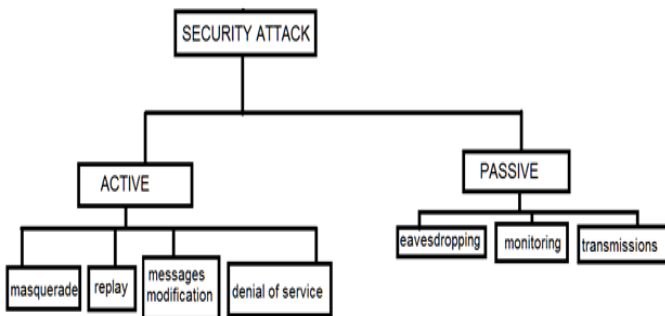 SECURITY ATTACK
ACTIVE
PASSIVE
masquerade
replay
messages
modification
denial of service
eavesdropping
monitoring
transmissions